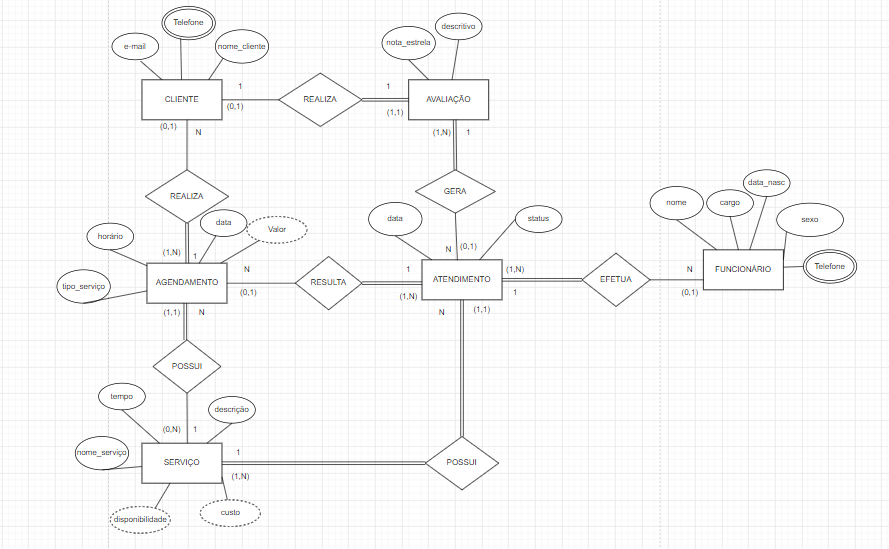 Telefone
descritivo
e-mail
nome_cliente
nota_estrela
CLIENTE
1
(0,1)
REALIZA
1
(1,1)
AVALIAÇÃO
(0,1)
N
(1,N)
1
REALIZA
GERA
nome
cargo
data_nasc
sexo
horário
data
Valor
data
status
(1,N)
1
N
(0,1)
tipo_serviço
AGENDAMENTO
N
(0,1)
RESULTA
1
(1,N)
ATENDIMENTO
(1,N)
1
EFETUA
N
(0,1)
FUNCIONÁRIO
Telefone
(1,1)
N
N
(1,1)
POSSUI
tempo
descrição
(0,N)
1
nome_serviço
SERVIÇO
1
(1,N)
POSSUI
disponibilidade
custo